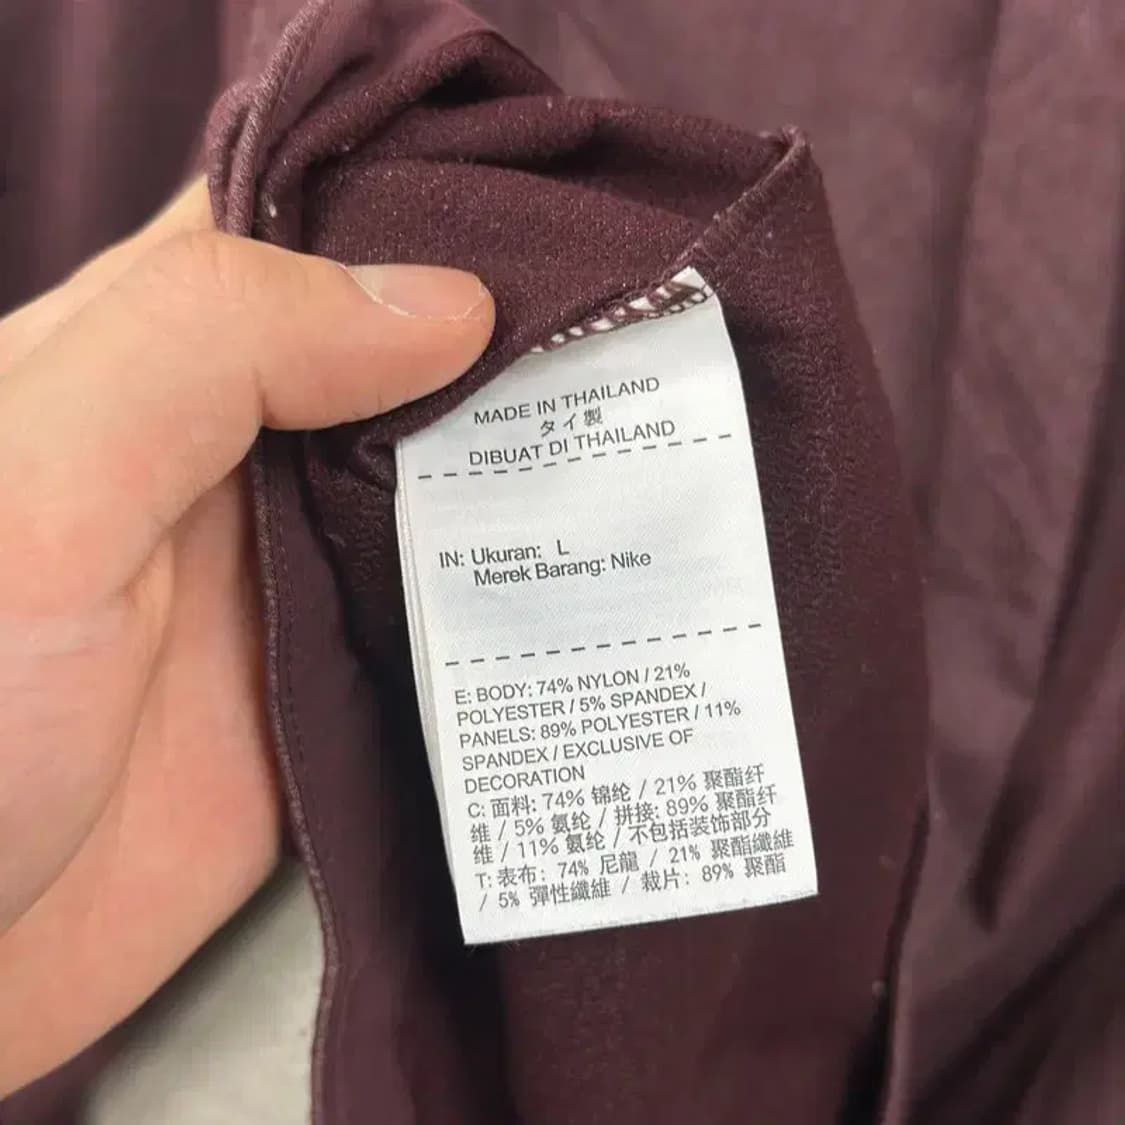 MADE IN THAILAND
タイ製
DIBUAT DI THAILAND
IN: Ukuran: L
Merek Barang: Nike
E: BODY: 74% NYLON / 21%
POLYESTER / 5% SPANDEX /
PANELS: 89% POLYESTER / 11%
SPANDEX / EXCLUSIVE OF
DECORATION
C: 面料: 74% 锦纶 / 21% 聚酯纤
维 / 5% 氨纶 / 拼接: 89% 聚酯纤
维 / 11% 氨纶 / 不包括装饰部分
T: 表布: 74% 尼龍 / 21% 聚酯纖維
/ 5% 彈性纖維 / 裁片: 89% 聚酯